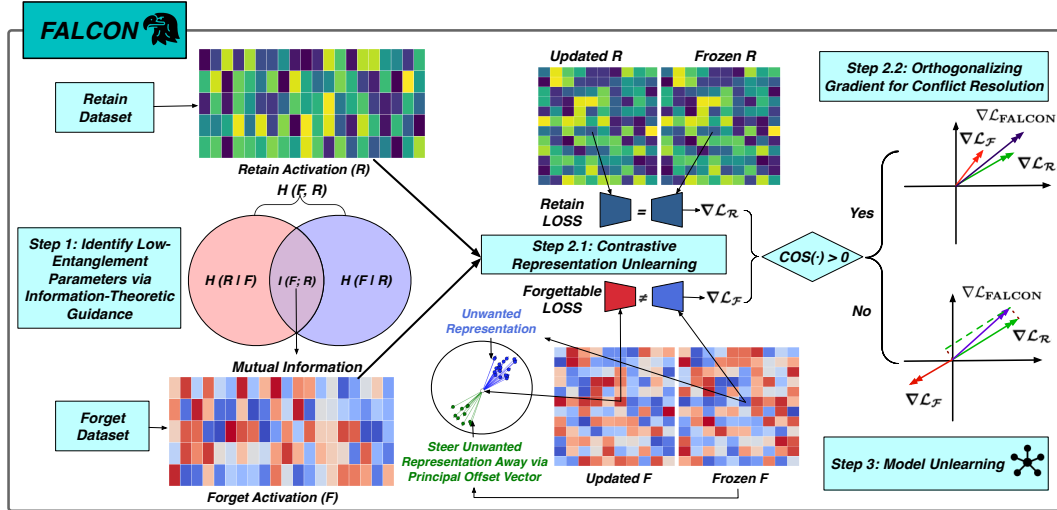 FALCON
Retain
Dataset
Retain Activation (R)
H (F, R)
Step 1: Identify Low-
Entanglement
Parameters via
Information-Theoretic
Guidance
H (R I F)
I (F; R)
H (F I R)
Mutual Information
Forget
Dataset
Forget Activation (F)
Updated R
Frozen R
Retain
LOSS
=
∇ℒ_ℛ
Step 2.1: Contrastive
Representation Unlearning
Forgettable
LOSS
≠
∇ℒ_ℱ
Unwanted
Representation
Steer Unwanted
Representation Away via
Principal Offset Vector
Updated F
Frozen F
COS(·) > 0
Yes
No
Step 2.2: Orthogonalizing
Gradient for Conflict Resolution
∇ℒ_FALCON
∇ℒ_ℱ
∇ℒ_ℛ
∇ℒ_FALCON
∇ℒ_ℛ
∇ℒ_ℱ
Step 3: Model Unlearning